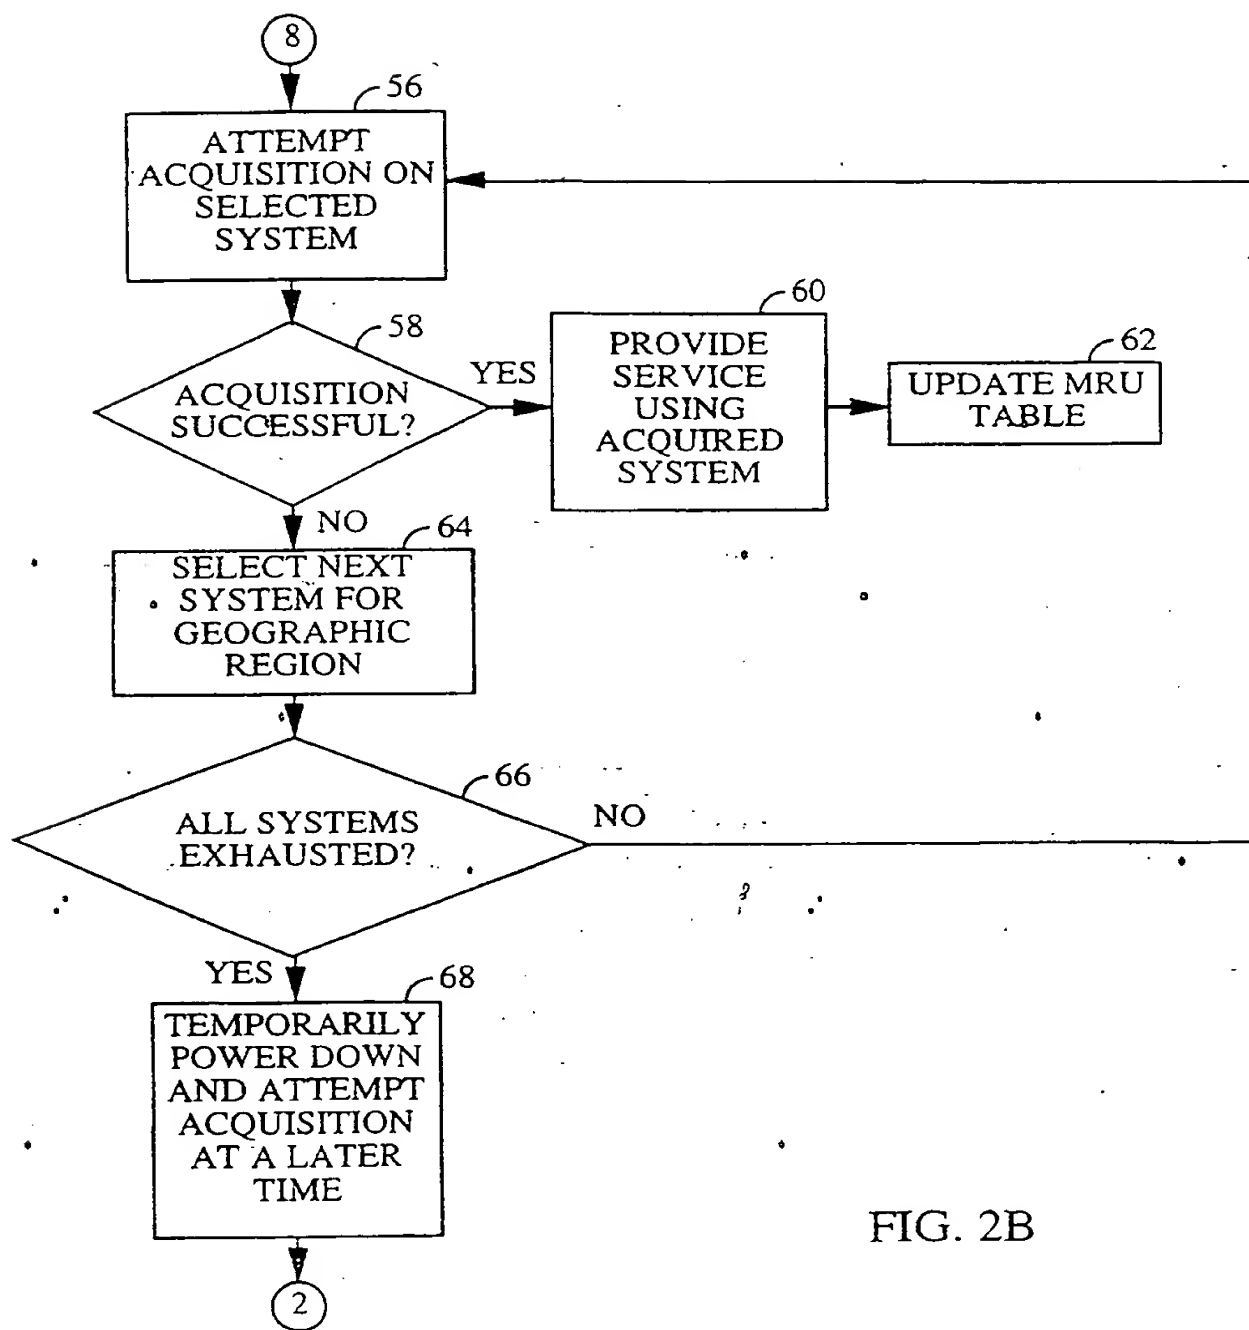 8
56
ATTEMPT
ACQUISITION ON
SELECTED
SYSTEM
58
ACQUISITION
SUCCESSFUL?
YES
60
PROVIDE
SERVICE
USING
ACQUIRED
SYSTEM
62
UPDATE MRU
TABLE
NO
64
SELECT NEXT
SYSTEM FOR
GEOGRAPHIC
REGION
66
ALL SYSTEMS
EXHAUSTED?
NO
YES
68
TEMPORARILY
POWER DOWN
AND ATTEMPT
ACQUISITION
AT A LATER
TIME
2
FIG. 2B